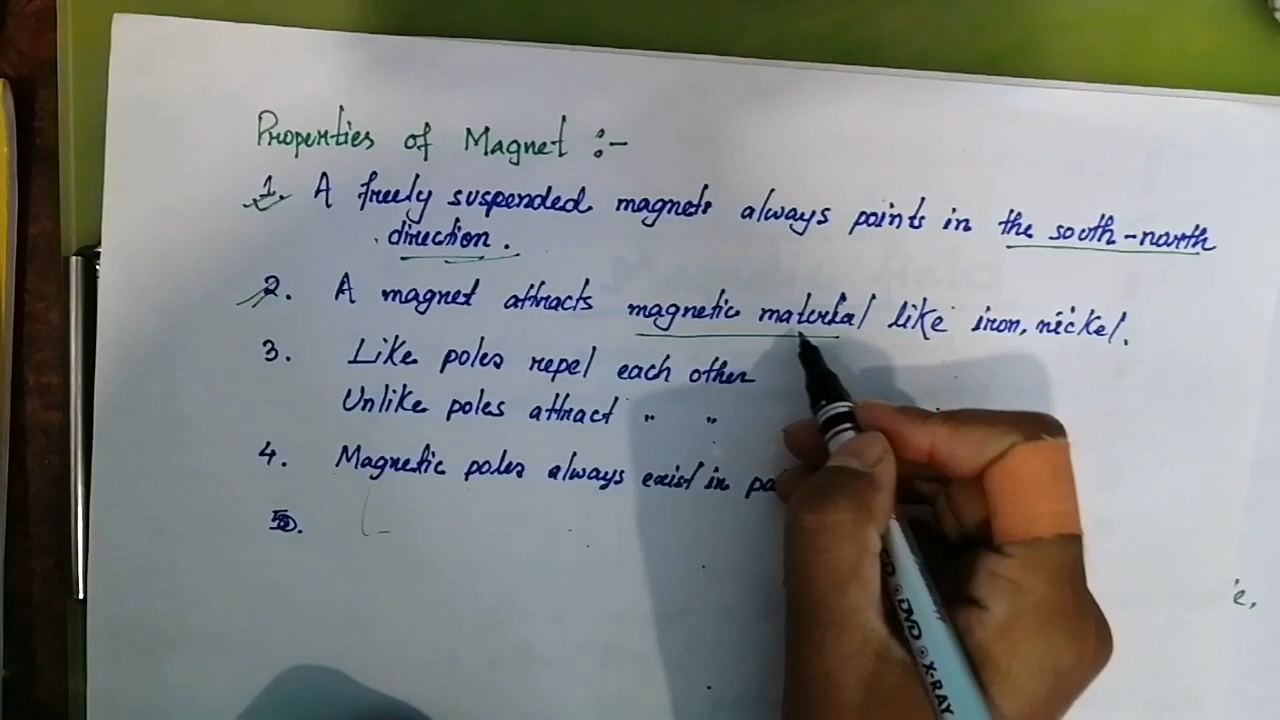 Properties of Magnet :-
1. A freely suspended magnets always points in the south-north
direction.
2. A magnet attracts magnetic material like iron, nickel.
3. Like poles repel each other
Unlike poles attract " "
4. Magnetic poles always exist in
5.
DVD X-RAY